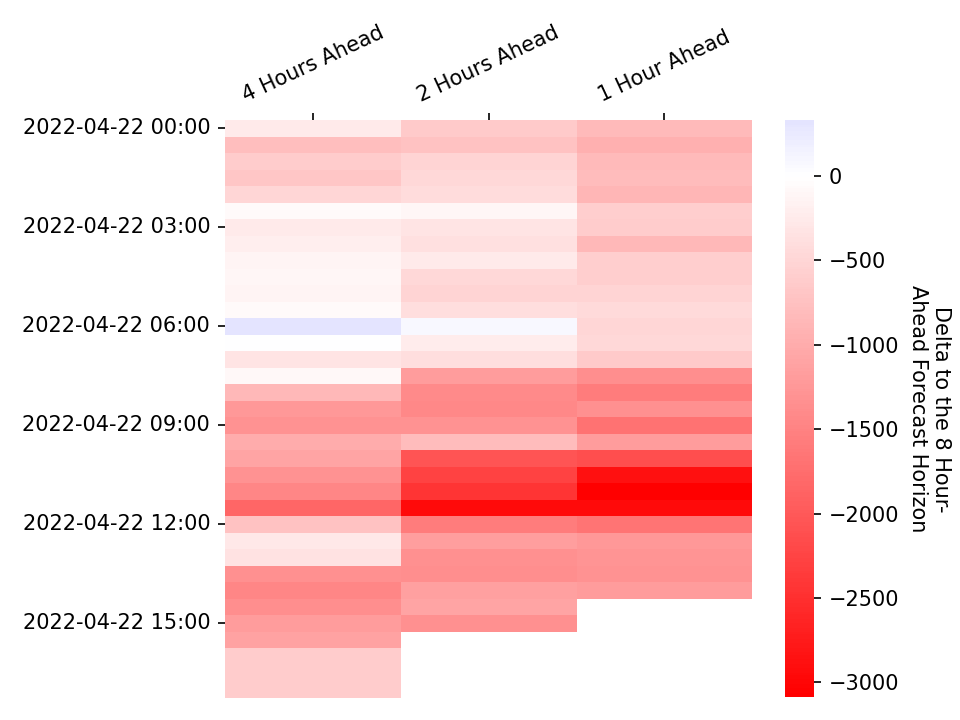 4 Hours Ahead
2 Hours Ahead
1 Hour Ahead
2022-04-22 00:00
2022-04-22 03:00
2022-04-22 06:00
2022-04-22 09:00
2022-04-22 12:00
2022-04-22 15:00
0
−500
−1000
−1500
−2000
−2500
−3000
Delta to the 8 Hour-
Ahead Forecast Horizon